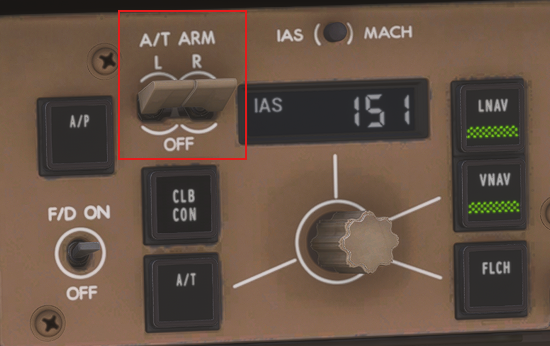 A/T ARM
L R
OFF
IAS MACH
IAS 151
A/P
CLB
CON
F/D ON
OFF
A/T
LNAV
VNAV
FLCH